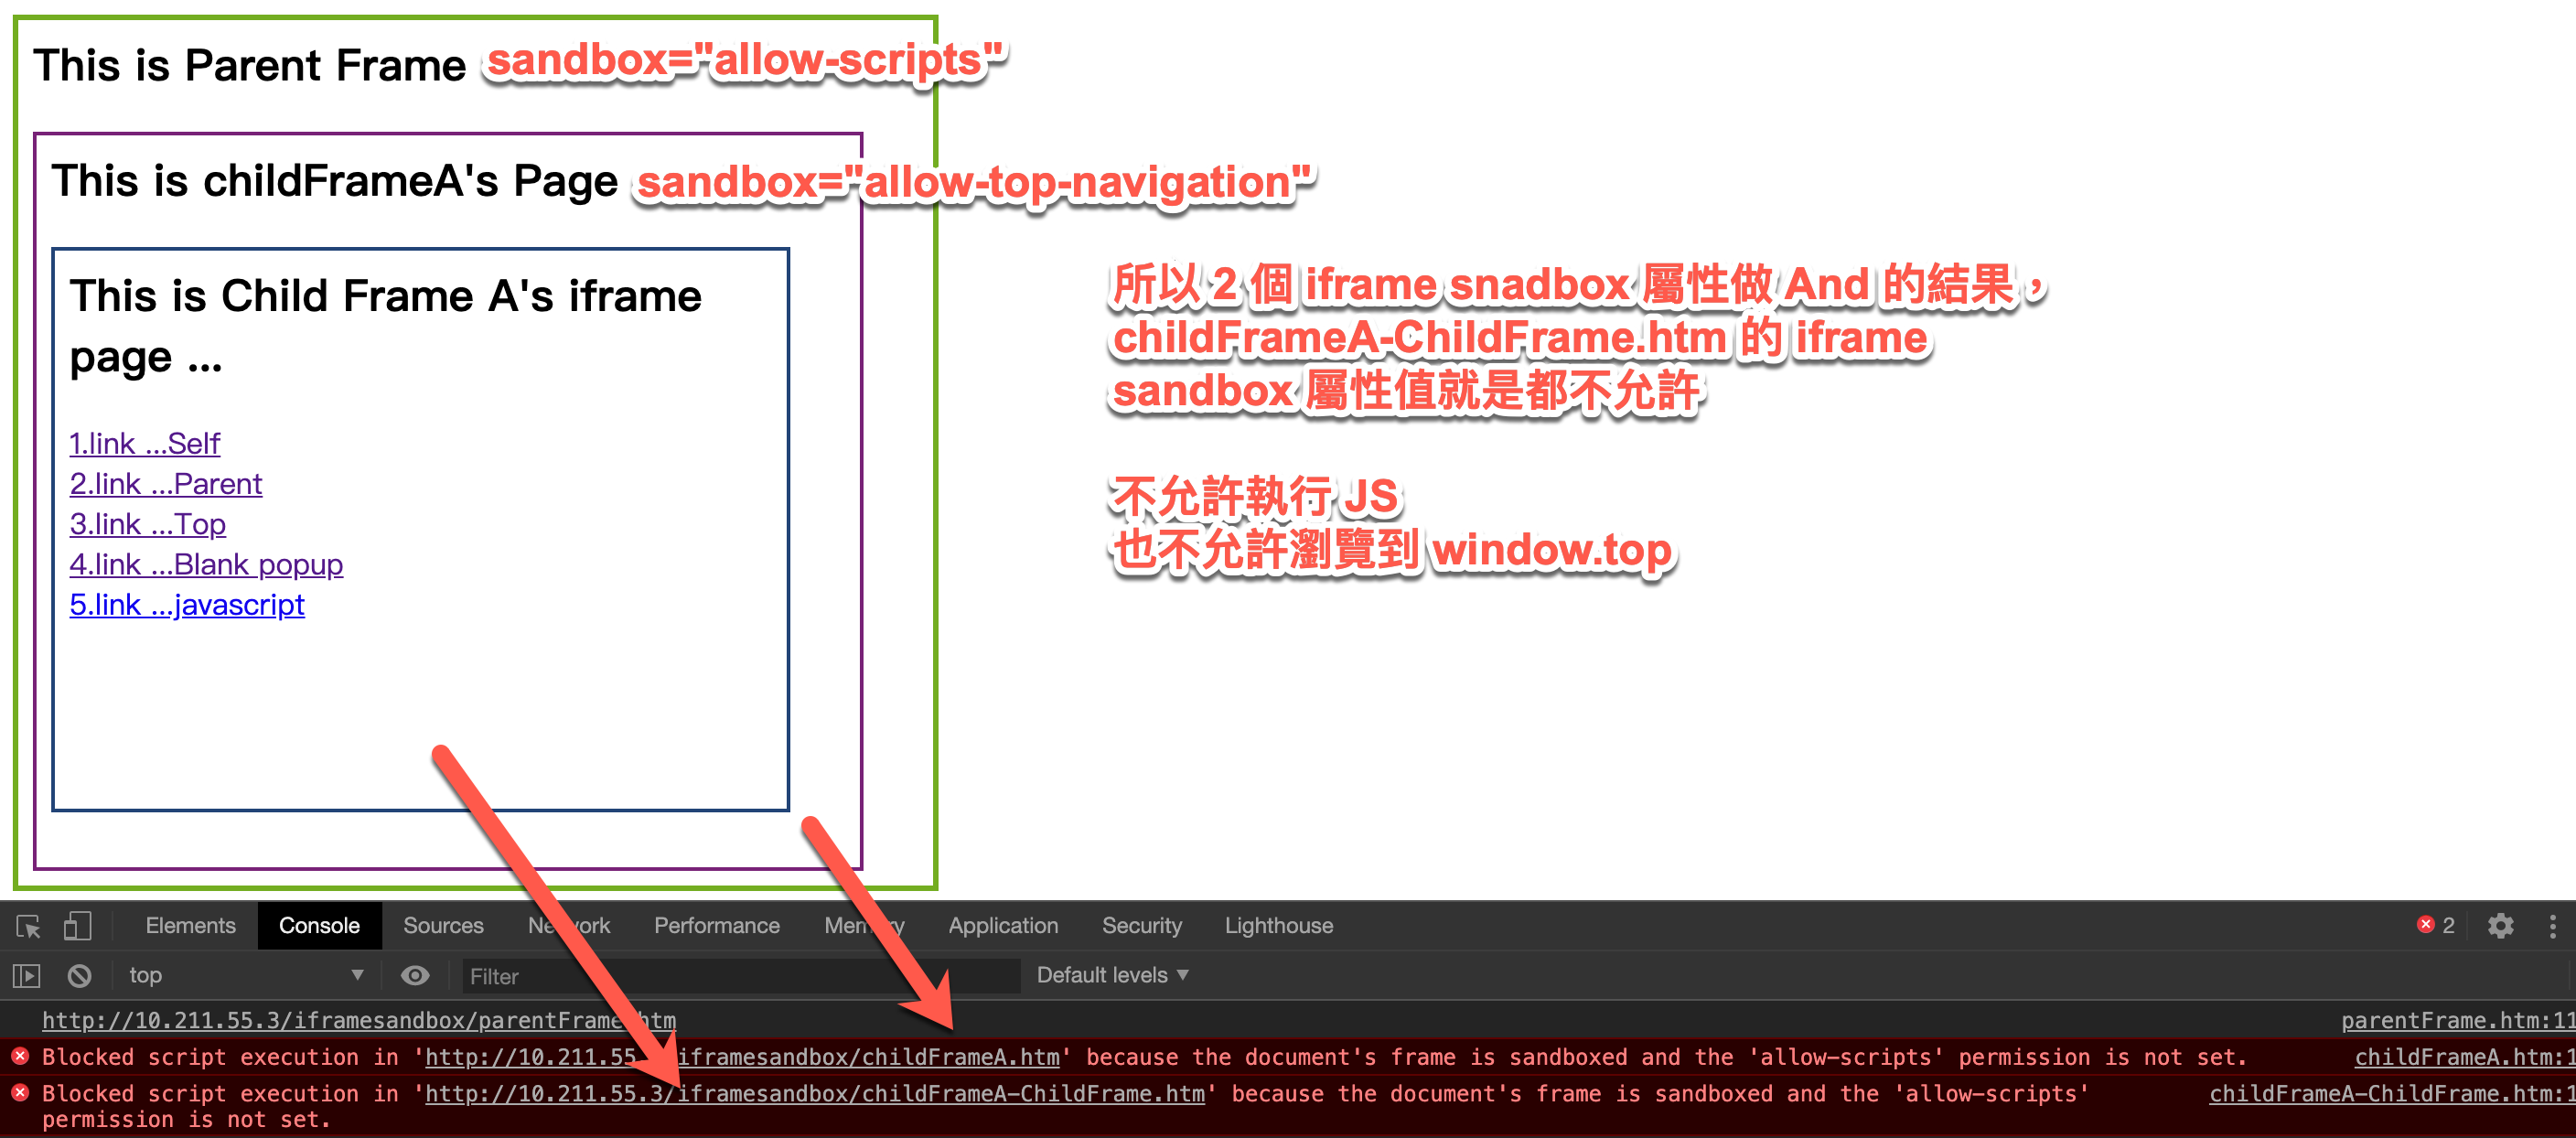 This is Parent Frame sandbox="allow-scripts"
This is childFrameA's Page sandbox="allow-top-navigation"
This is Child Frame A's iframe
page ...
1.link ...Self
2.link ...Parent
3.link ...Top
4.link ...Blank popup
5.link ...javascript
所以 2 個 iframe snadbox 屬性做 And 的結果，
childFrameA-ChildFrame.htm 的 iframe
sandbox 屬性值就是都不允許
不允許執行 JS
也不允許瀏覽到 window.top
Elements Console Sources Network Performance Memory Application Security Lighthouse 2
top Filter Default levels
http://10.211.55.3/iframesandbox/parentFrame.htm parentFrame.htm:11
Blocked script execution in 'http://10.211.55.3/iframesandbox/childFrameA.htm' because the document's frame is sandboxed and the 'allow-scripts' permission is not set. childFrameA.htm:1
Blocked script execution in 'http://10.211.55.3/iframesandbox/childFrameA-ChildFrame.htm' because the document's frame is sandboxed and the 'allow-scripts' childFrameA-ChildFrame.htm:1
permission is not set.